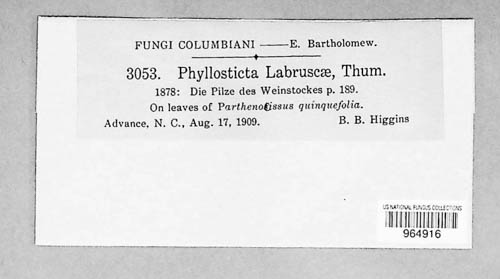 FUNGI COLUMBIANI — E. Bartholomew.
3053. Phyllosticta Labruscæ, Thum.
1878: Die Pilze des Weinstockes p. 189.
On leaves of Parthenocissus quinquefolia.
Advance, N. C., Aug. 17, 1909. B. B. Higgins
US NATIONAL FUNGUS COLLECTIONS
964916